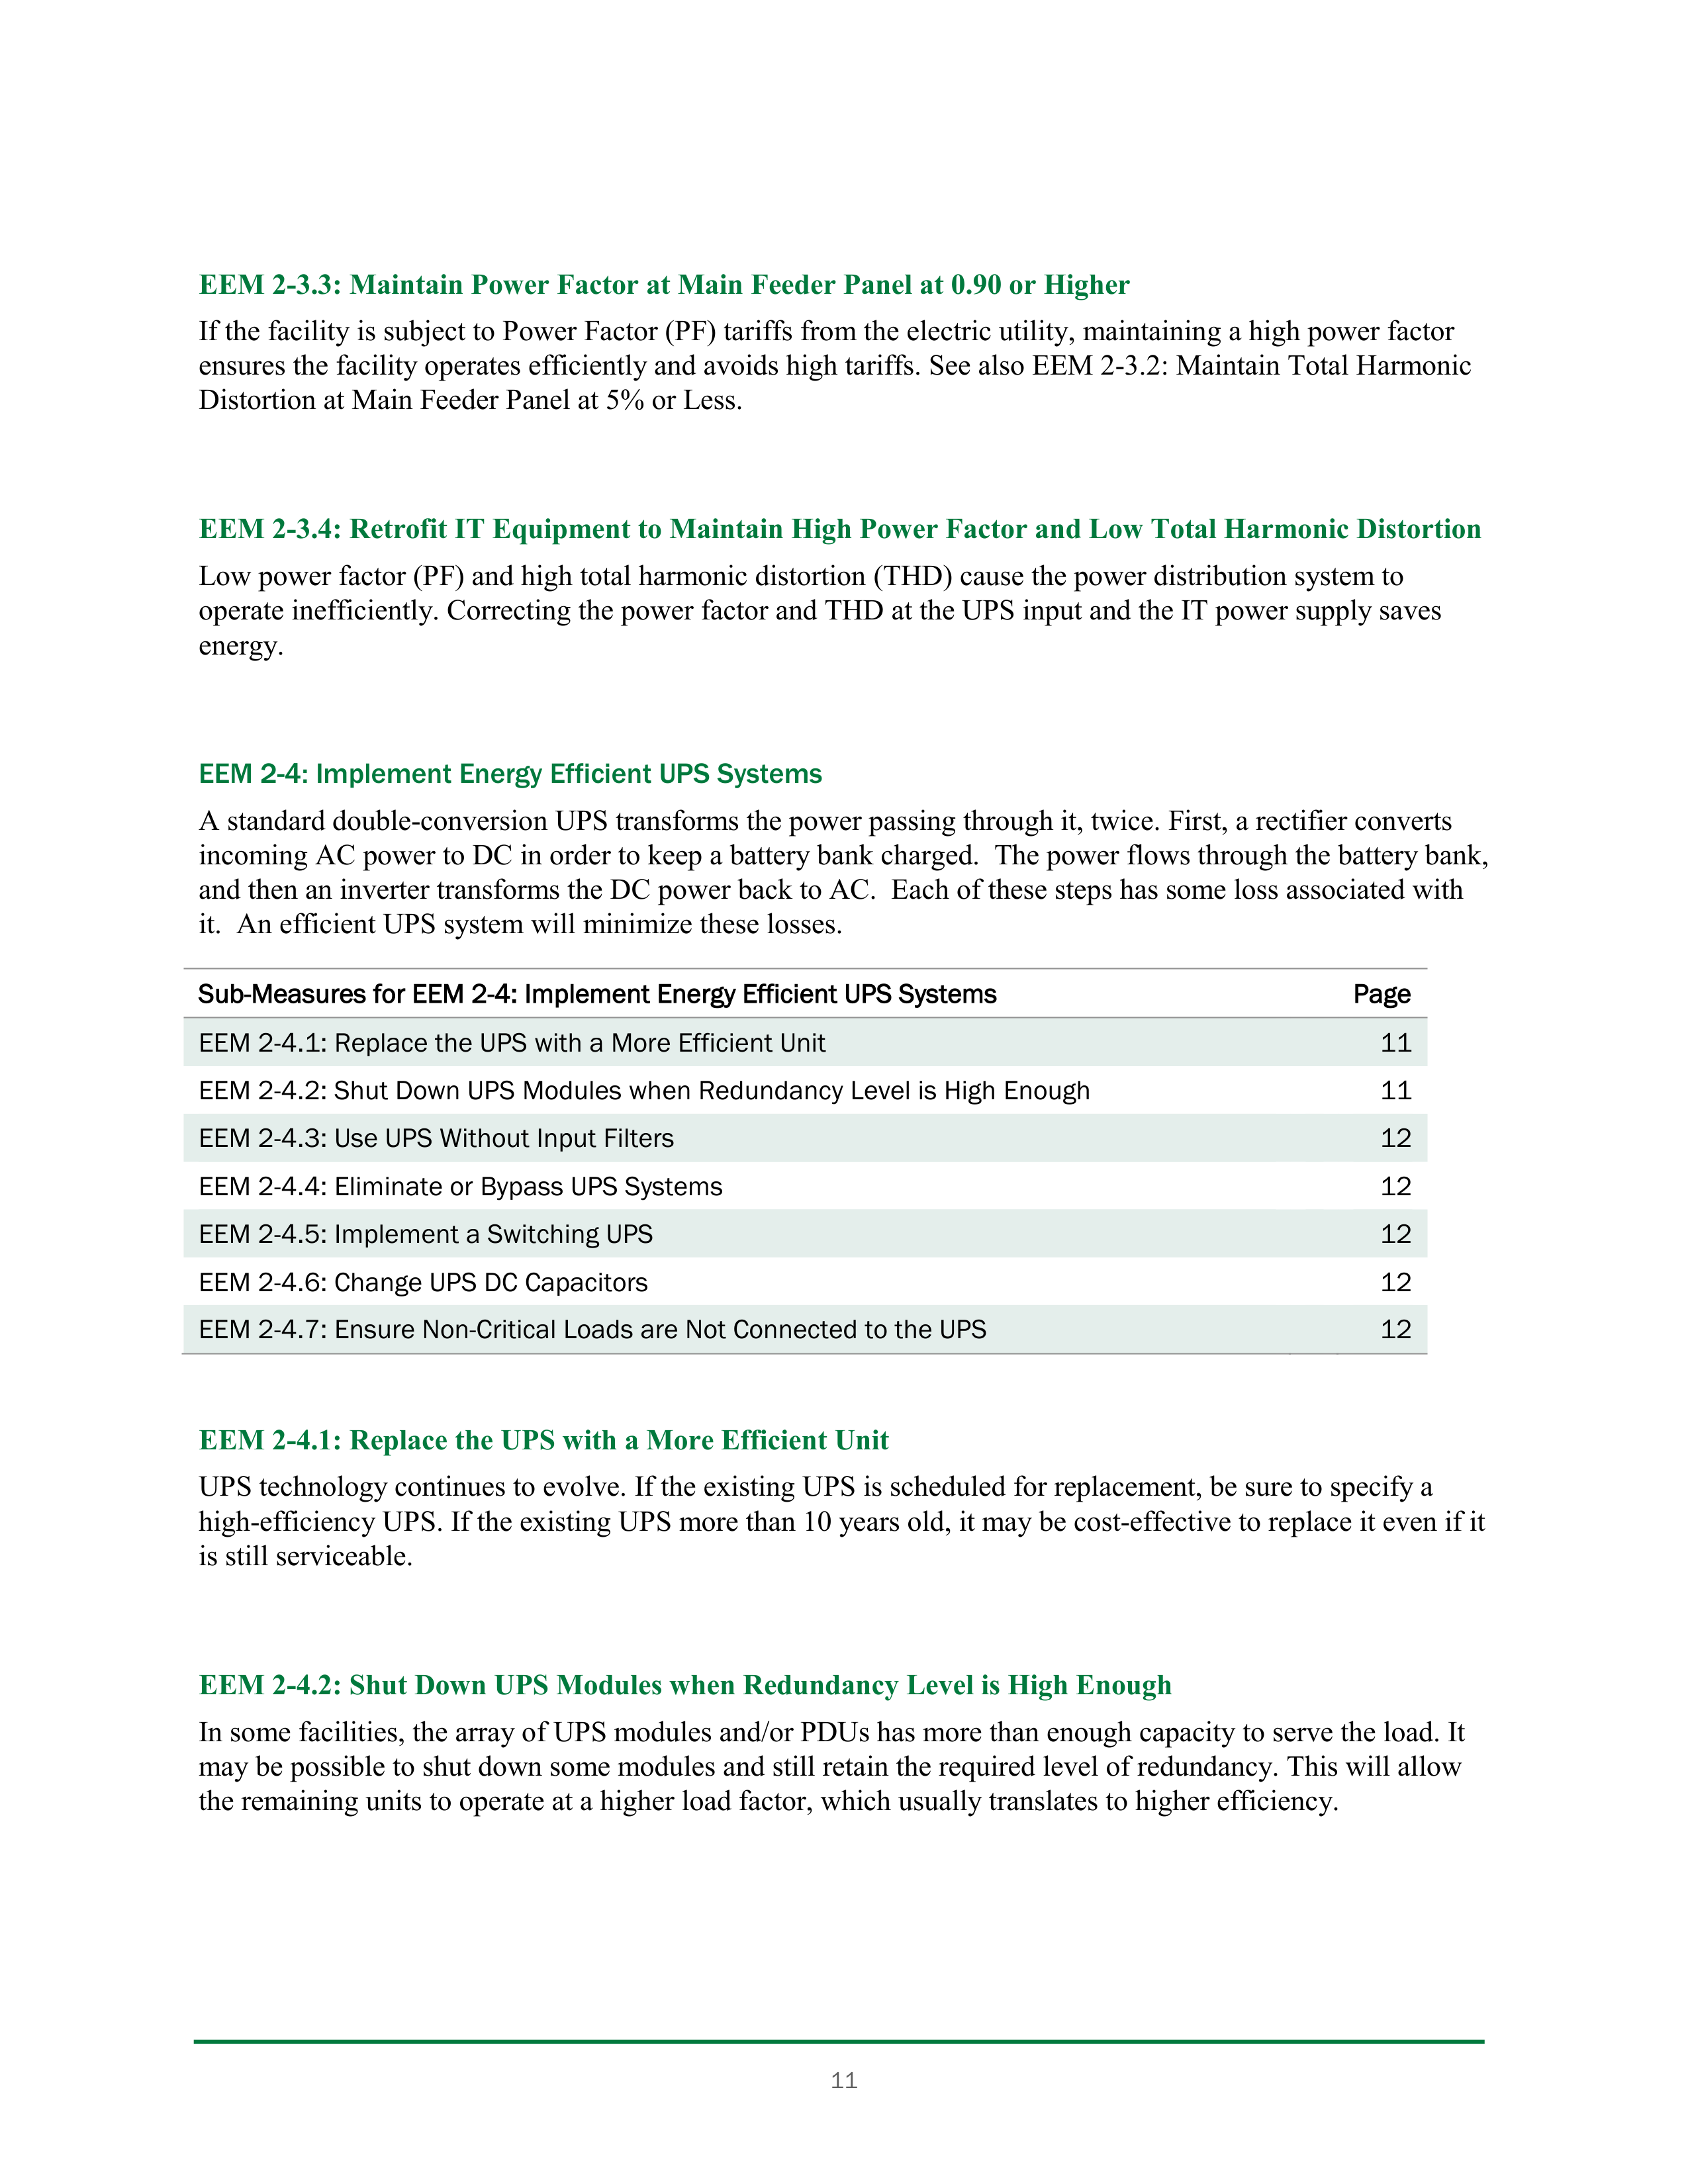 EEM 2-3.3: Maintain Power Factor at Main Feeder Panel at 0.90 or Higher
If the facility is subject to Power Factor (PF) tariffs from the electric utility, maintaining a high power factor
ensures the facility operates efficiently and avoids high tariffs. See also EEM 2-3.2: Maintain Total Harmonic
Distortion at Main Feeder Panel at 5% or Less.
EEM 2-3.4: Retrofit IT Equipment to Maintain High Power Factor and Low Total Harmonic Distortion
Low power factor (PF) and high total harmonic distortion (THD) cause the power distribution system to
operate inefficiently. Correcting the power factor and THD at the UPS input and the IT power supply saves
energy.
EEM 2-4: Implement Energy Efficient UPS Systems
A standard double-conversion UPS transforms the power passing through it, twice. First, a rectifier converts
incoming AC power to DC in order to keep a battery bank charged.  The power flows through the battery bank,
and then an inverter transforms the DC power back to AC.  Each of these steps has some loss associated with
it.  An efficient UPS system will minimize these losses.
Sub-Measures for EEM 2-4: Implement Energy Efficient UPS Systems Page
EEM 2-4.1: Replace the UPS with a More Efficient Unit 11
EEM 2-4.2: Shut Down UPS Modules when Redundancy Level is High Enough 11
EEM 2-4.3: Use UPS Without Input Filters 12
EEM 2-4.4: Eliminate or Bypass UPS Systems 12
EEM 2-4.5: Implement a Switching UPS 12
EEM 2-4.6: Change UPS DC Capacitors 12
EEM 2-4.7: Ensure Non-Critical Loads are Not Connected to the UPS 12
EEM 2-4.1: Replace the UPS with a More Efficient Unit
UPS technology continues to evolve. If the existing UPS is scheduled for replacement, be sure to specify a
high-efficiency UPS. If the existing UPS more than 10 years old, it may be cost-effective to replace it even if it
is still serviceable.
EEM 2-4.2: Shut Down UPS Modules when Redundancy Level is High Enough
In some facilities, the array of UPS modules and/or PDUs has more than enough capacity to serve the load. It
may be possible to shut down some modules and still retain the required level of redundancy. This will allow
the remaining units to operate at a higher load factor, which usually translates to higher efficiency.
11